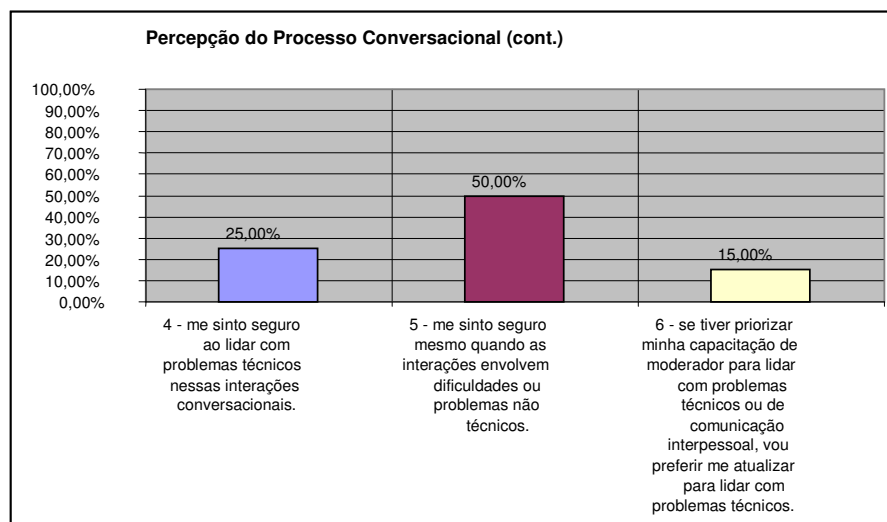 Percepção do Processo Conversacional (cont.)
100,00%
90,00%
80,00%
70,00%
60,00%
50,00%
40,00%
30,00%
20,00%
10,00%
0,00%
25,00%
50,00%
15,00%
4 - me sinto seguro
ao lidar com
problemas técnicos
nessas interações
conversacionais.
5 - me sinto seguro
mesmo quando as
interações envolvem
dificuldades ou
problemas não
técnicos.
6 - se tiver priorizar
minha capacitação de
moderador para lidar
com problemas
técnicos ou de
comunicação
interpessoal, vou
preferir me atualizar
para lidar com
problemas técnicos.